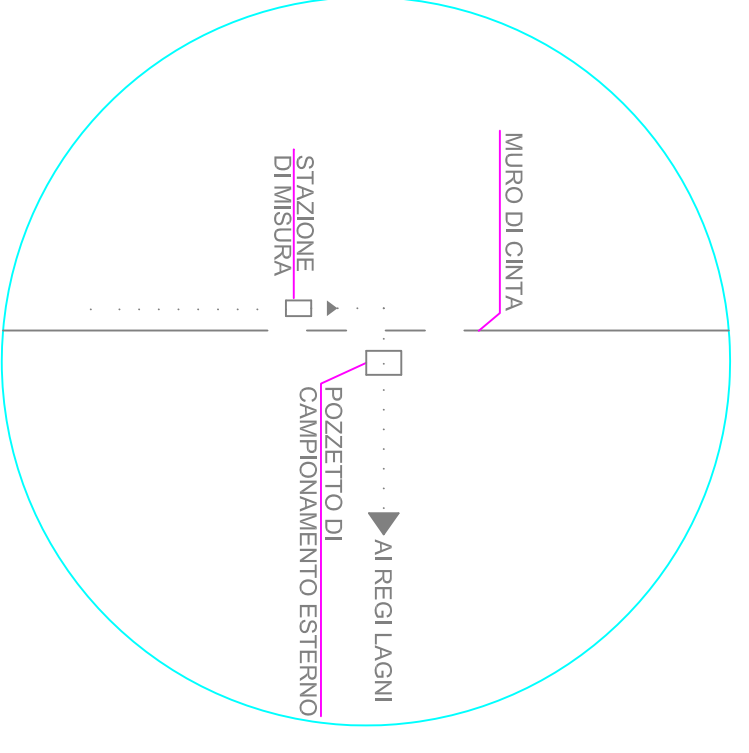 MURO DI CINTA
STAZIONE
DI MISURA
AI REGI LAGNI
POZZETTO DI
CAMPIONAMENTO ESTERNO